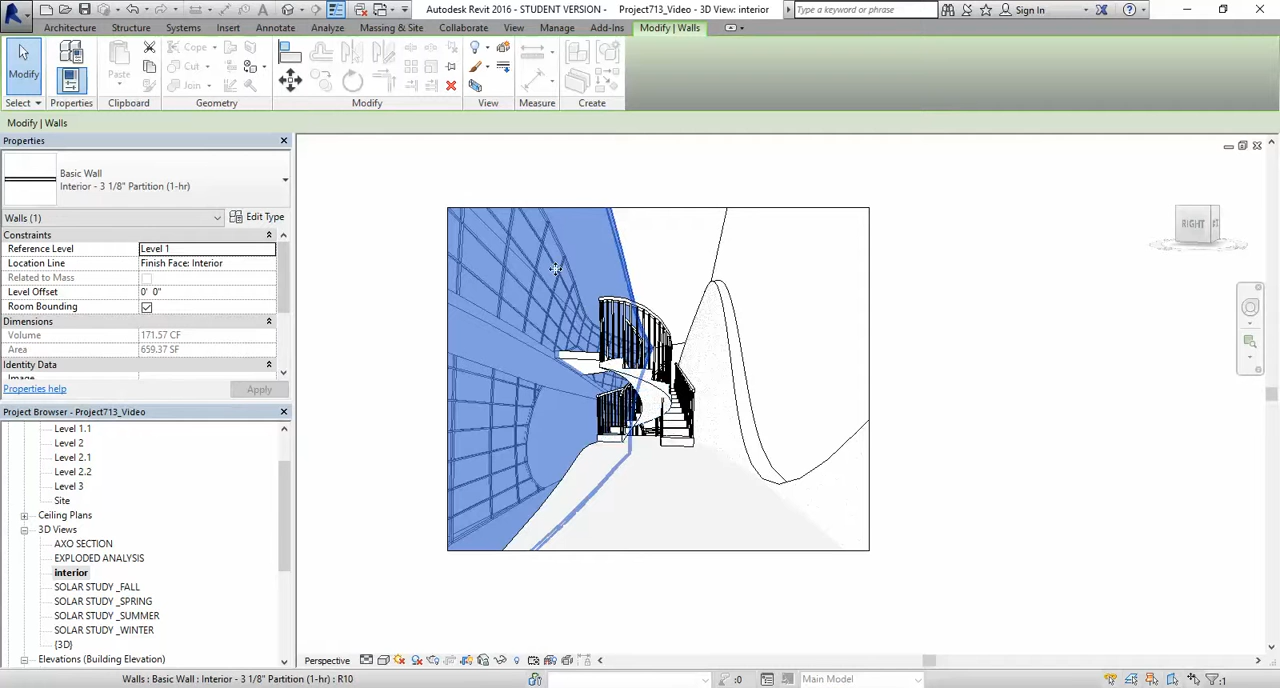 Autodesk Revit 2016 - STUDENT VERSION - Project713_Video - 3D View: interior
Type a keyword or phrase
Sign In
Architecture Structure Systems Insert Annotate Analyze Massing & Site Collaborate View Manage Add-Ins Modify | Walls
Modify
Paste
Cope
Cut
Join
Select Properties Clipboard Geometry Modify View Measure Create
Modify | Walls
Properties
Basic Wall
Interior - 3 1/8" Partition (1-hr)
Walls (1)
Edit Type
Constraints
Reference Level Level 1
Location Line Finish Face: Interior
Related to Mass
Level Offset 0' 0"
Room Bounding
Dimensions
Volume 171.57 CF
Area 659.37 SF
Identity Data
Image
Properties help
Apply
RIGHT
Project Browser - Project713_Video
Level 1.1
Level 2
Level 2.1
Level 2.2
Level 3
Site
Ceiling Plans
3D Views
AXO SECTION
EXPLODED ANALYSIS
interior
SOLAR STUDY _FALL
SOLAR STUDY _SPRING
SOLAR STUDY _SUMMER
SOLAR STUDY _WINTER
{3D}
Elevations (Building Elevation)
Perspective
Walls : Basic Wall : Interior - 3 1/8" Partition (1-hr) : R10
:0
Main Model
:1